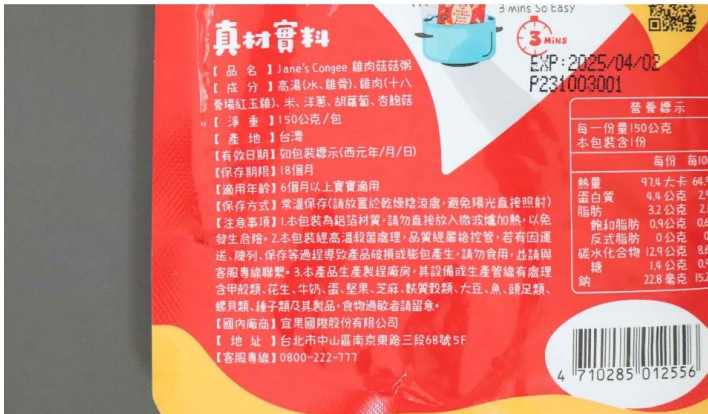 3 mins So Easy
3 MINS
真材實料
EXP:2025/04/02
P231003001
【 品 名 】Jane's Congee 雞肉菇菇粥
【 成 分 】高湯(水、雞骨)、雞肉(十八
養場紅玉雞)、米、洋蔥、胡蘿蔔、杏鮑菇
【 淨 重 】150公克/包
【 產 地 】台灣
【有效日期】如包裝標示(西元年/月/日)
【保存期限】18個月
【適用年齡】6個月以上寶寶適用
【保存方式】常溫保存(請放置於乾燥陰涼處,避免陽光直接照射)
【注意事項】1.本包裝為鋁箔材質,請勿直接放入微波爐加熱,以免
發生危險。2.本包裝經高溫殺菌處理,品質經嚴格控管,若有因運
送、陳列、保存等過程導致產品破損或膨包產生,請勿食用,並請與
客服專線聯繫。3.本產品生產製程廠房,其設備或生產管線有處理
含甲殼類、花生、牛奶、蛋、堅果、芝麻、麩質穀類、大豆、魚、頭足類、
螺貝類、種子類及其製品,食物過敏者請留意。
【國內廠商】宜果國際股份有限公司
【 地 址 】台北市中山區南京東路三段68號5F
【客服專線】0800-222-777
營養標示
每一份量150公克
本包裝含1份
每份 每10
熱量 97.4 大卡 64.9
蛋白質 4.4 公克 2.9
脂肪 3.2 公克 2.
飽和脂肪 0.9公克 0.6
反式脂肪 0 公克 0
碳水化合物 12.9 公克 8.6
糖 1.4 公克 0.9
鈉 22.8 毫克 15.2
4 710285 012556